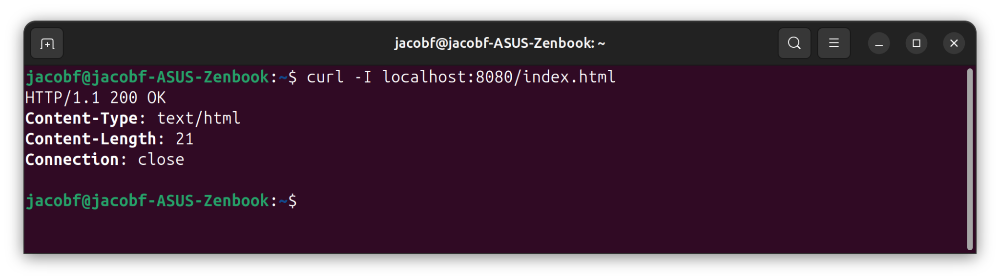 jacobf@jacobf-ASUS-Zenbook: ~
jacobf@jacobf-ASUS-Zenbook:~$ curl -I localhost:8080/index.html
HTTP/1.1 200 OK
Content-Type: text/html
Content-Length: 21
Connection: close
jacobf@jacobf-ASUS-Zenbook:~$